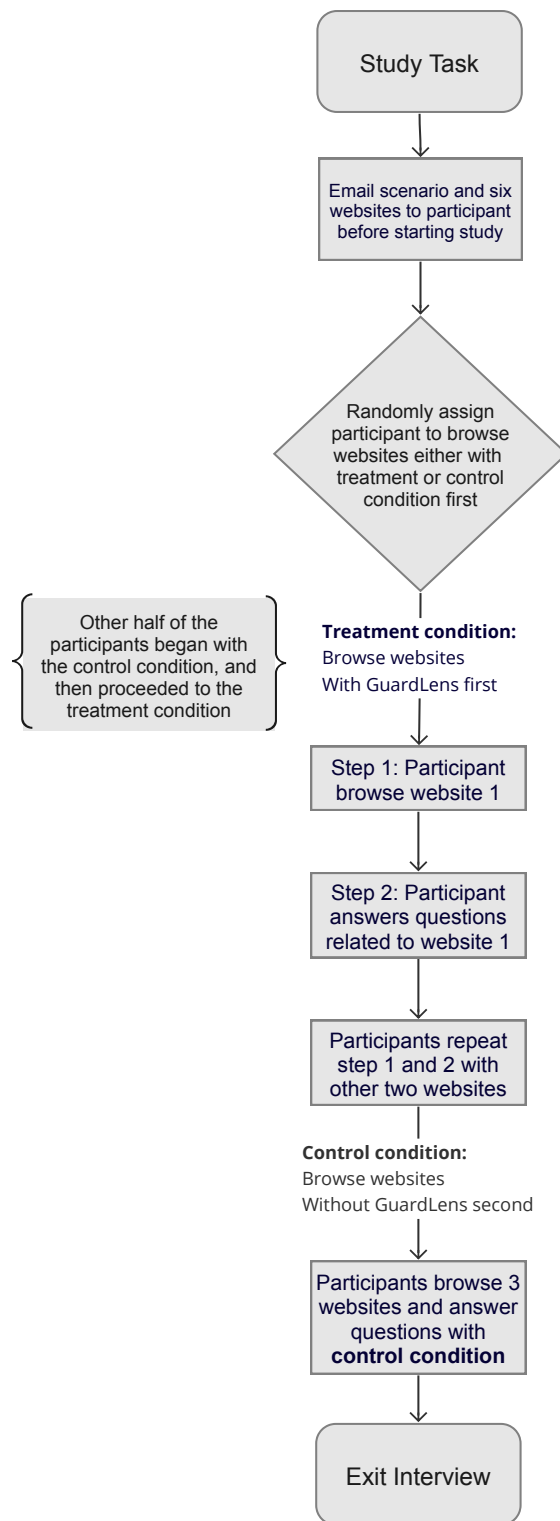 Study Task
Email scenario and six
websites to participant
before starting study
Randomly assign
participant to browse
websites either with
treatment or control
condition first
Other half of the
participants began with
the control condition, and
then proceeded to the
treatment condition
Treatment condition:
Browse websites
With GuardLens first
Step 1: Participant
browse website 1
Step 2: Participant
answers questions
related to website 1
Participants repeat
step 1 and 2 with
other two websites
Control condition:
Browse websites
Without GuardLens second
Participants browse 3
websites and answer
questions with
control condition
Exit Interview